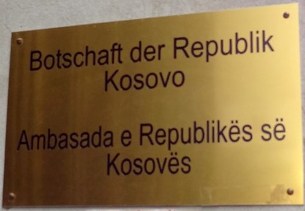 Botschaft der Republik
Kosovo
Ambasada e Republikës së
Kosovës